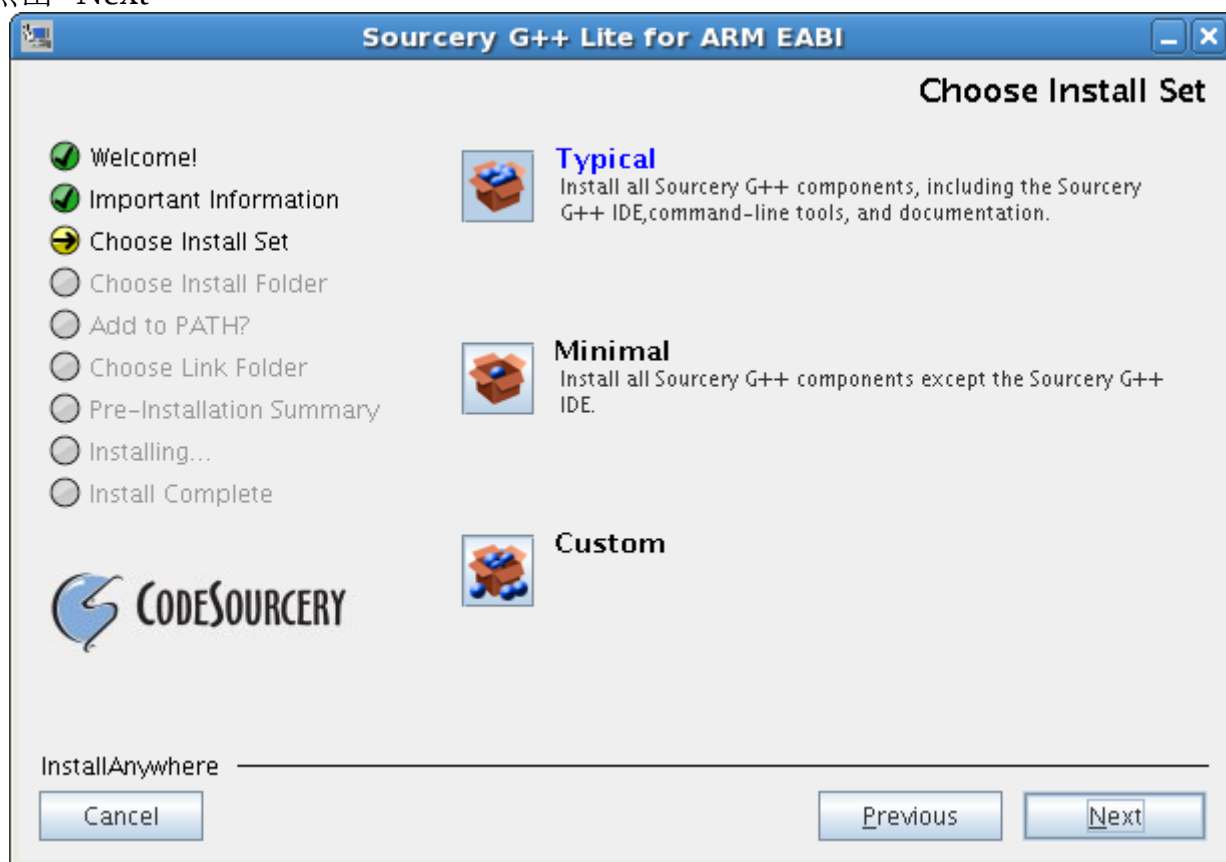 点击 "Next"
Sourcery G++ Lite for ARM EABI
Choose Install Set
Welcome!
Important Information
Choose Install Set
Choose Install Folder
Add to PATH?
Choose Link Folder
Pre-Installation Summary
Installing...
Install Complete
CODESOURCERY
Typical
Install all Sourcery G++ components, including the Sourcery
G++ IDE,command-line tools, and documentation.
Minimal
Install all Sourcery G++ components except the Sourcery G++
IDE.
Custom
InstallAnywhere
Cancel
Previous
Next